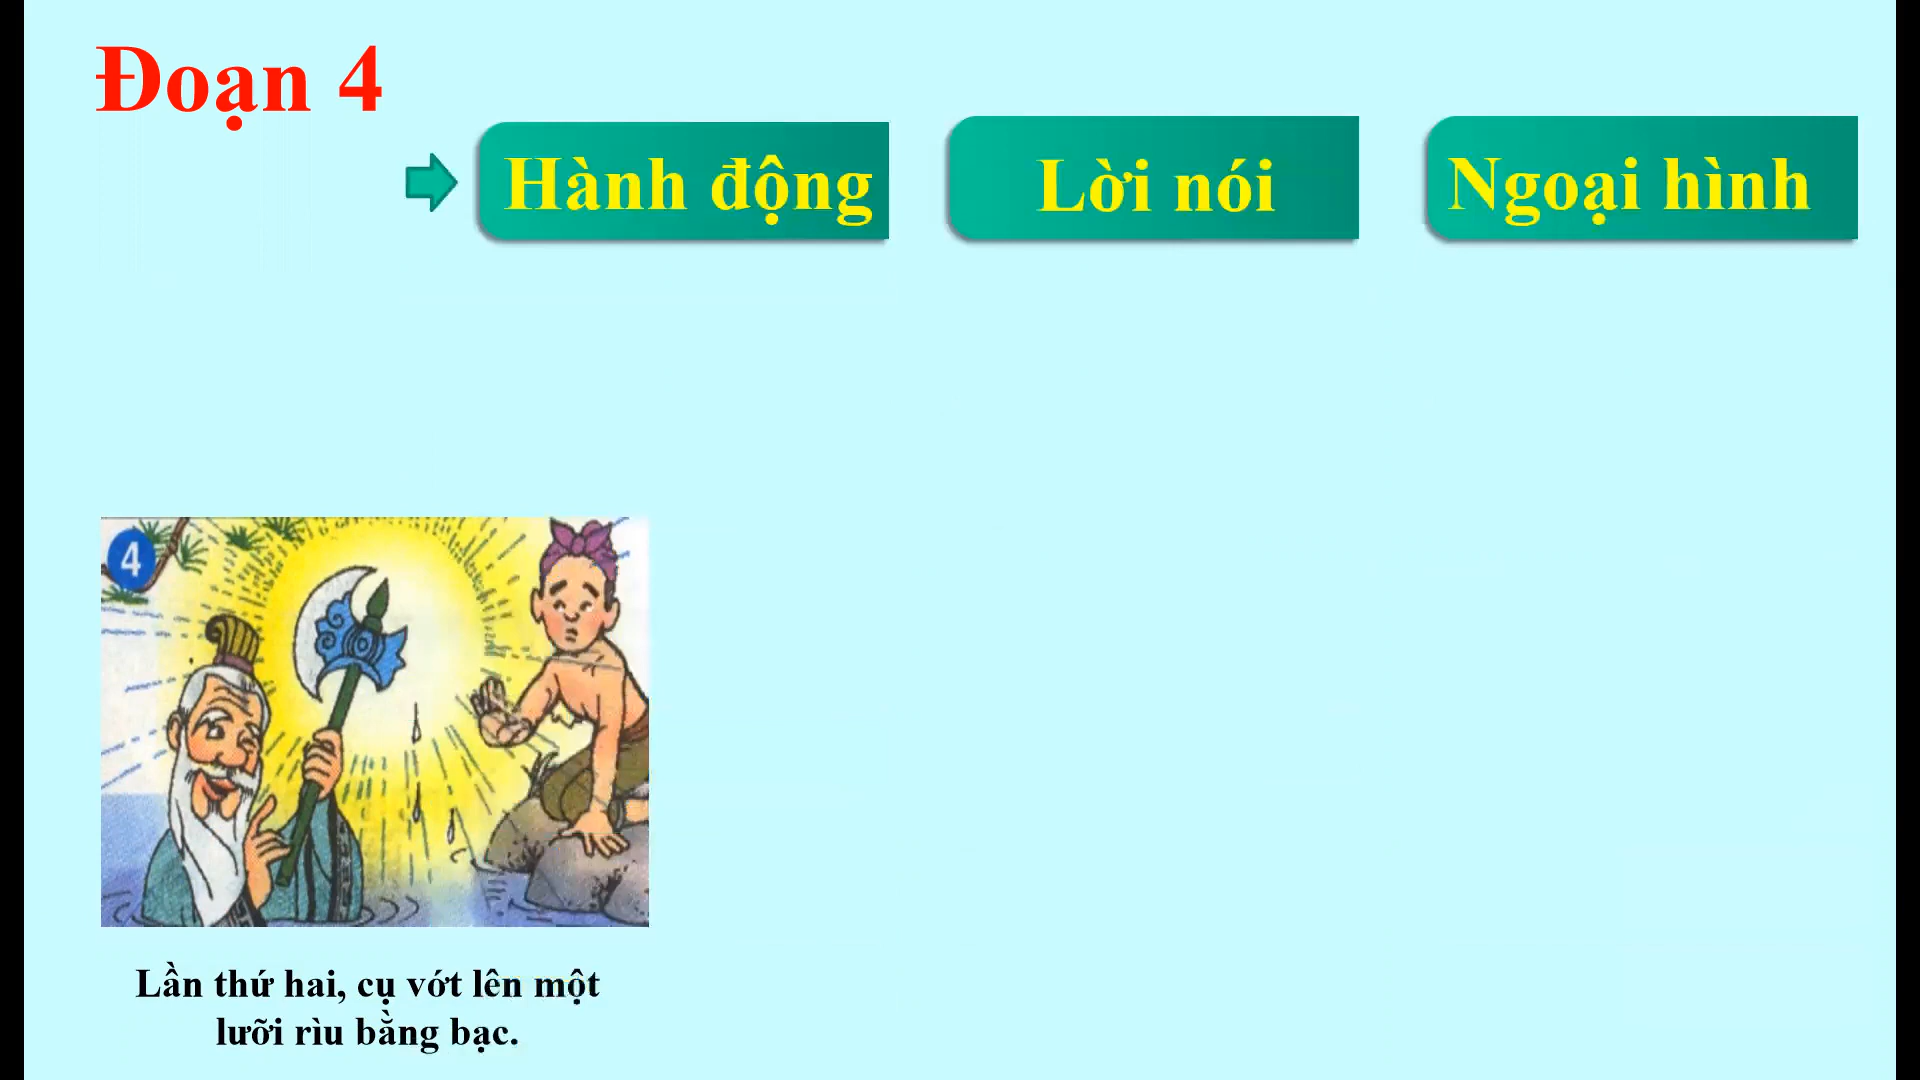 Đoạn 4
Hành động
Lời nói
Ngoại hình
4
Lần thứ hai, cụ vớt lên một
lưỡi rìu bằng bạc.